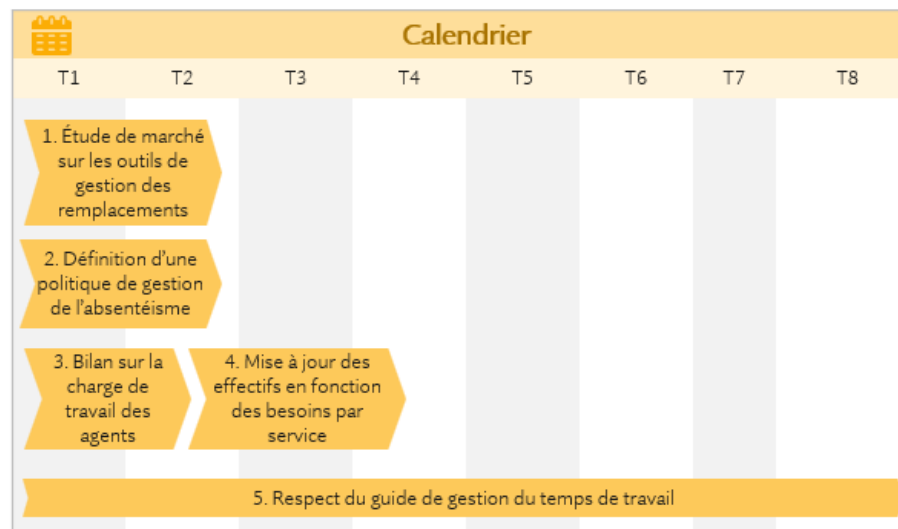 Calendrier
T1 T2 T3 T4 T5 T6 T7 T8
1. Étude de marché
sur les outils de
gestion des
remplacements
2. Définition d'une
politique de gestion
de l'absentéisme
3. Bilan sur la
charge de
travail des
agents
4. Mise à jour des
effectifs en fonction
des besoins par
service
5. Respect du guide de gestion du temps de travail